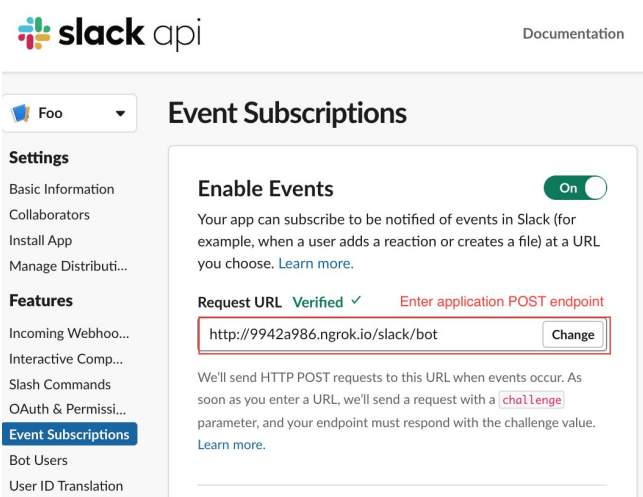 slack api
Documentation
Foo
Settings
Basic Information
Collaborators
Install App
Manage Distributi...
Features
Incoming Webhoo...
Interactive Comp...
Slash Commands
OAuth & Permissi...
Event Subscriptions
Bot Users
User ID Translation
Event Subscriptions
Enable Events
On
Your app can subscribe to be notified of events in Slack (for
example, when a user adds a reaction or creates a file) at a URL
you choose. Learn more.
Request URL Verified ✓ Enter application POST endpoint
http://9942a986.ngrok.io/slack/bot
Change
We'll send HTTP POST requests to this URL when events occur. As
soon as you enter a URL, we'll send a request with a challenge
parameter, and your endpoint must respond with the challenge value.
Learn more.